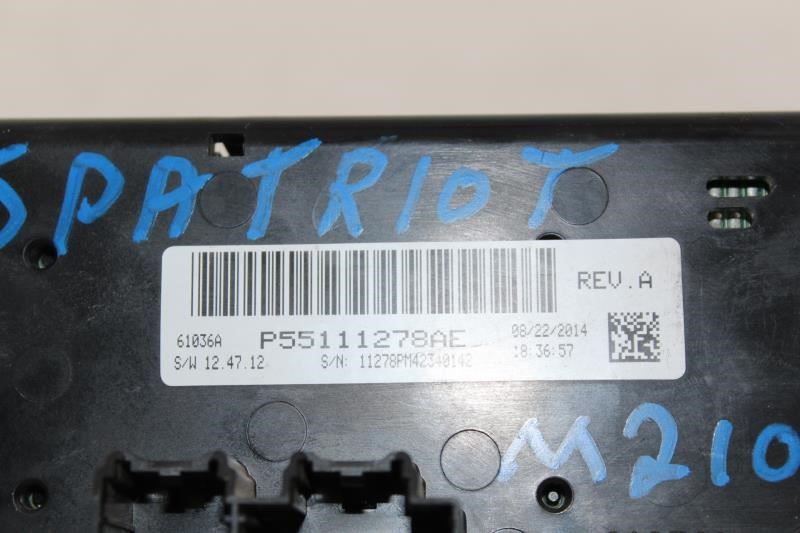 5PATRIOT
REV.A
61036A P55111278AE 08/22/2014
S/W 12.47.12 S/N: 11278PM42340142 18:36:57
M210